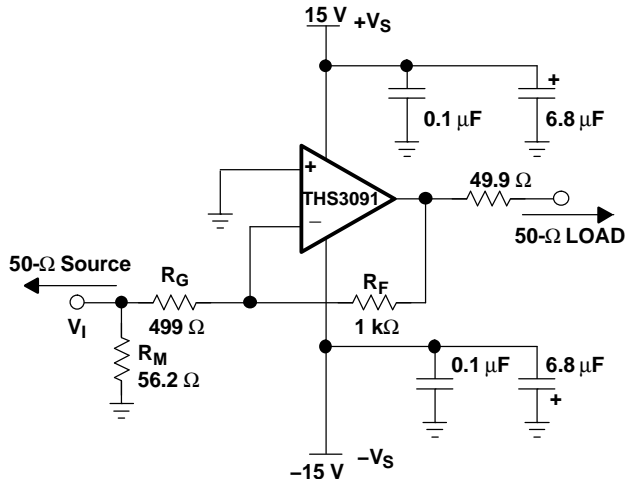 15 V +VS
0.1 µF
+
6.8 µF
+
THS3091
−
49.9 Ω
50-Ω LOAD
50-Ω Source
RG
RF
VI
499 Ω
1 kΩ
RM
56.2 Ω
0.1 µF
6.8 µF
+
−15 V −VS